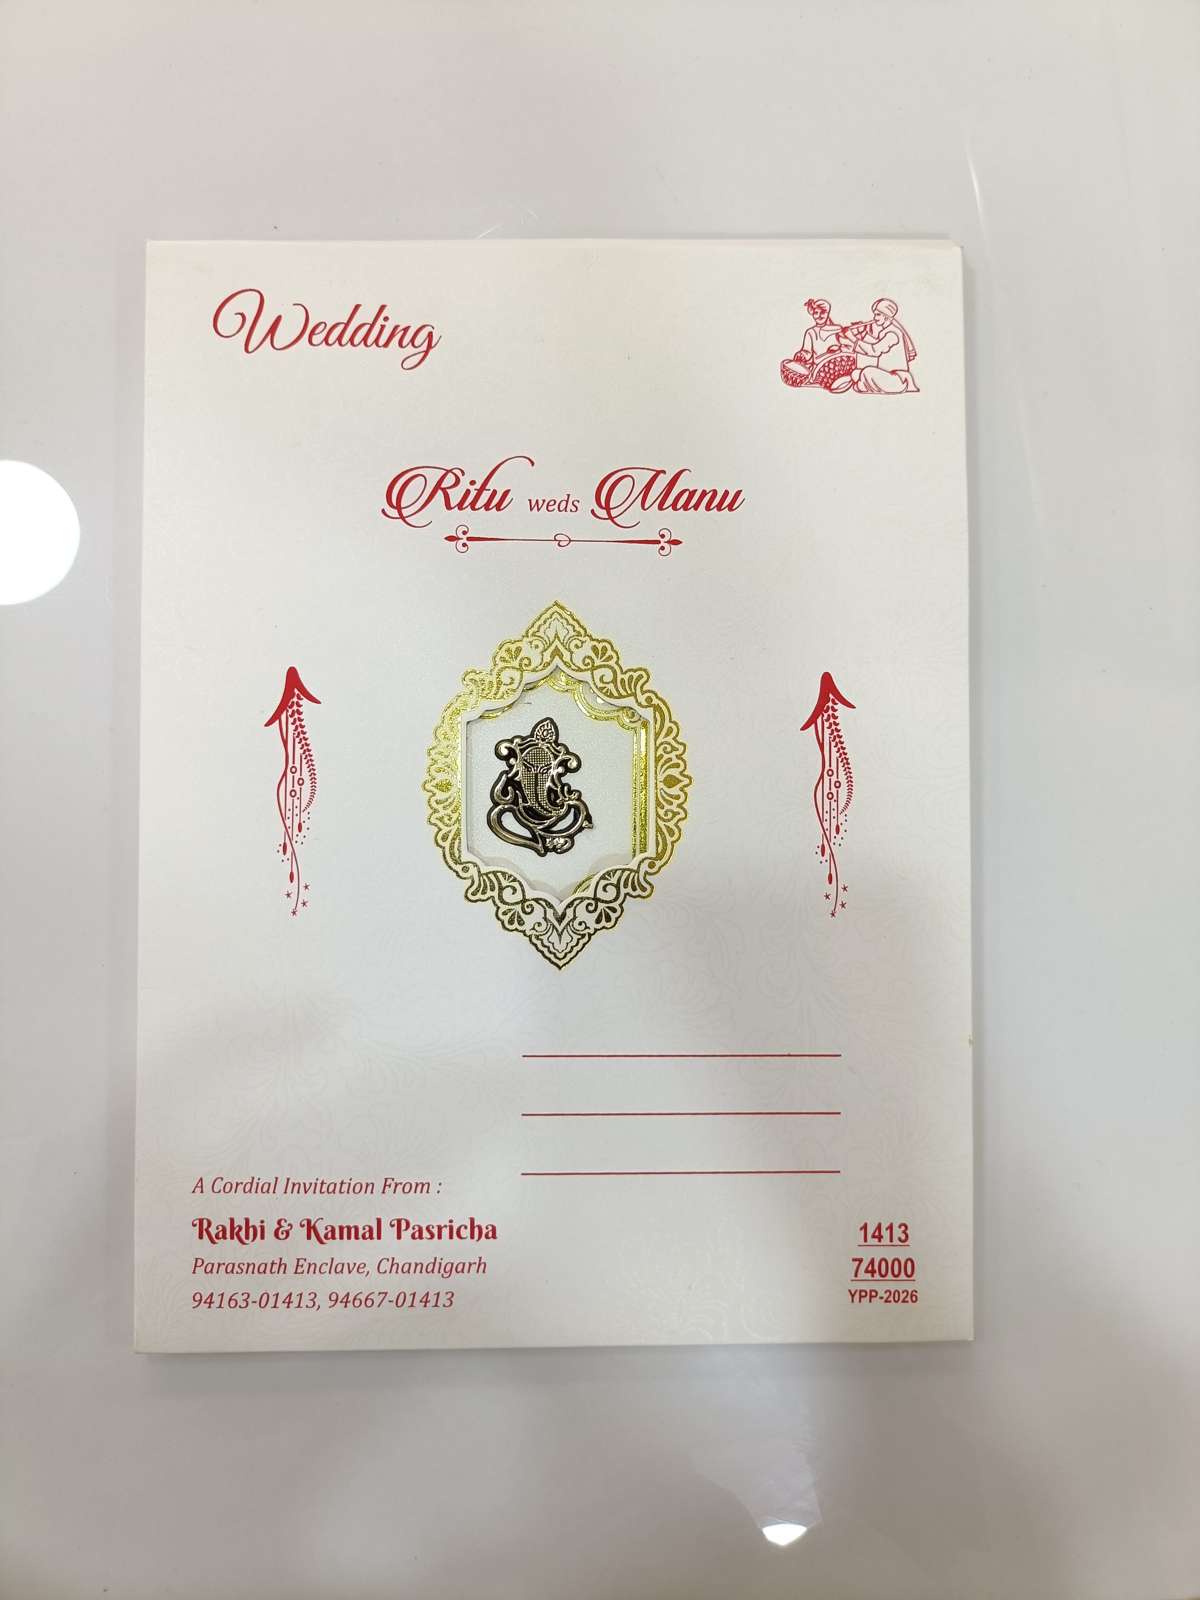 Wedding
Ritu weds Manu
A Cordial Invitation From :
Rakhi & Kamal Pasricha
Parasnath Enclave, Chandigarh
94163-01413, 94667-01413
1413
74000
YPP-2026